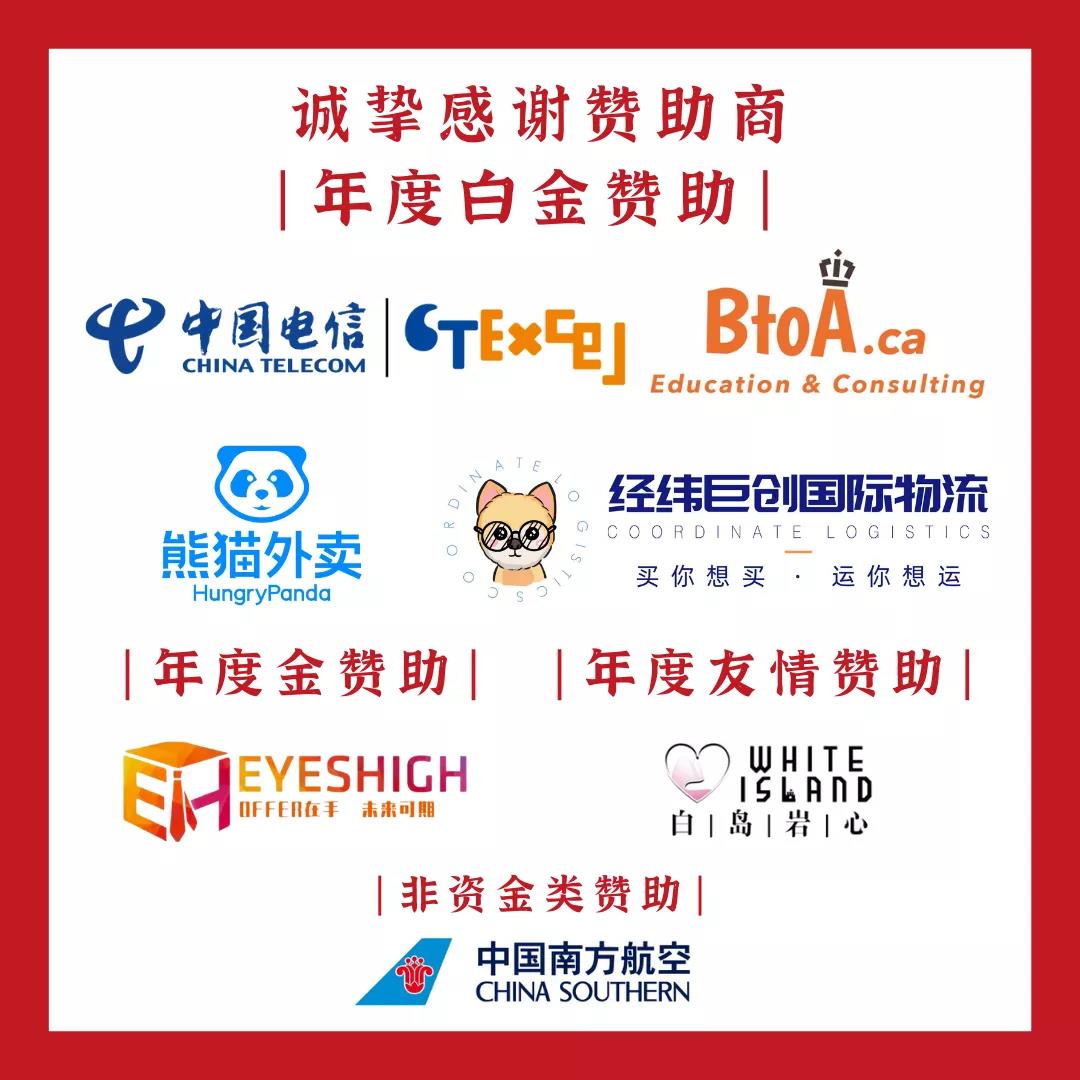 诚挚感谢赞助商
|年度白金赞助|
中国电信
CHINA TELECOM
CTExcel
BtoA.ca
Education & Consulting
熊猫外卖
HungryPanda
COORDINATE LOGISTICS CO
经纬巨创国际物流
COORDINATE LOGISTICS
买你想买 · 运你想运
|年度金赞助|
|年度友情赞助|
EH
EYESHIGH
OFFER在手 未来可期
WHITE
ISLAND
白|岛|岩|心
|非资金类赞助|
中国南方航空
CHINA SOUTHERN